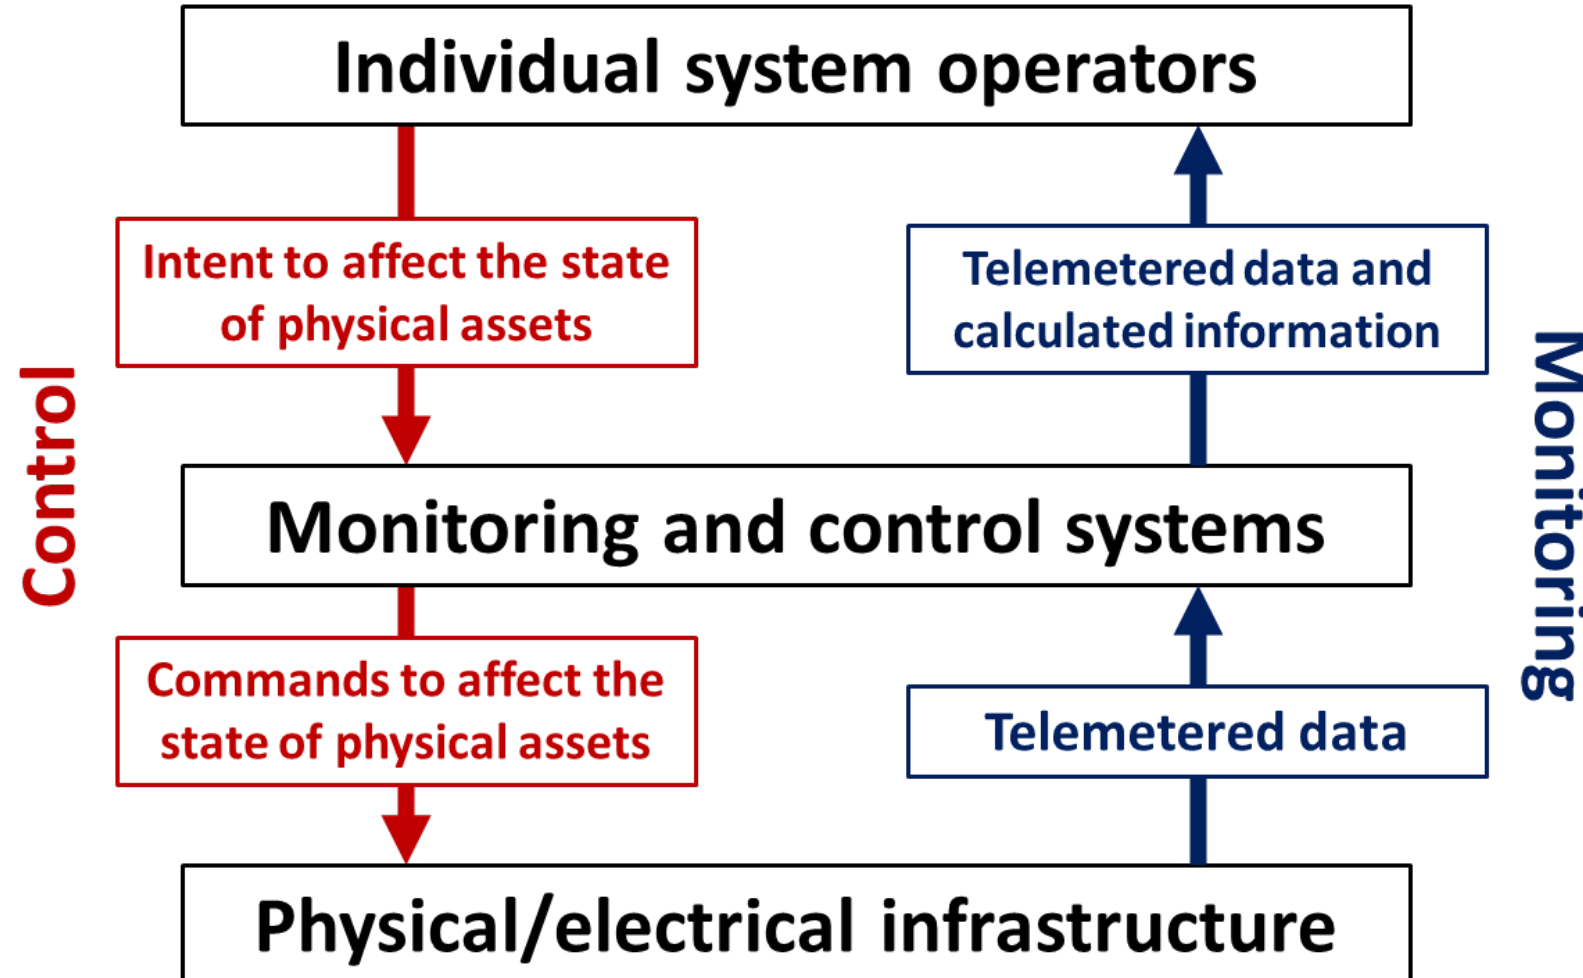 Individual system operators
Intent to affect the state
of physical assets
Telemetered data and
calculated information
Control
Monitoring
Monitoring and control systems
Commands to affect the
state of physical assets
Telemetered data
Physical/electrical infrastructure